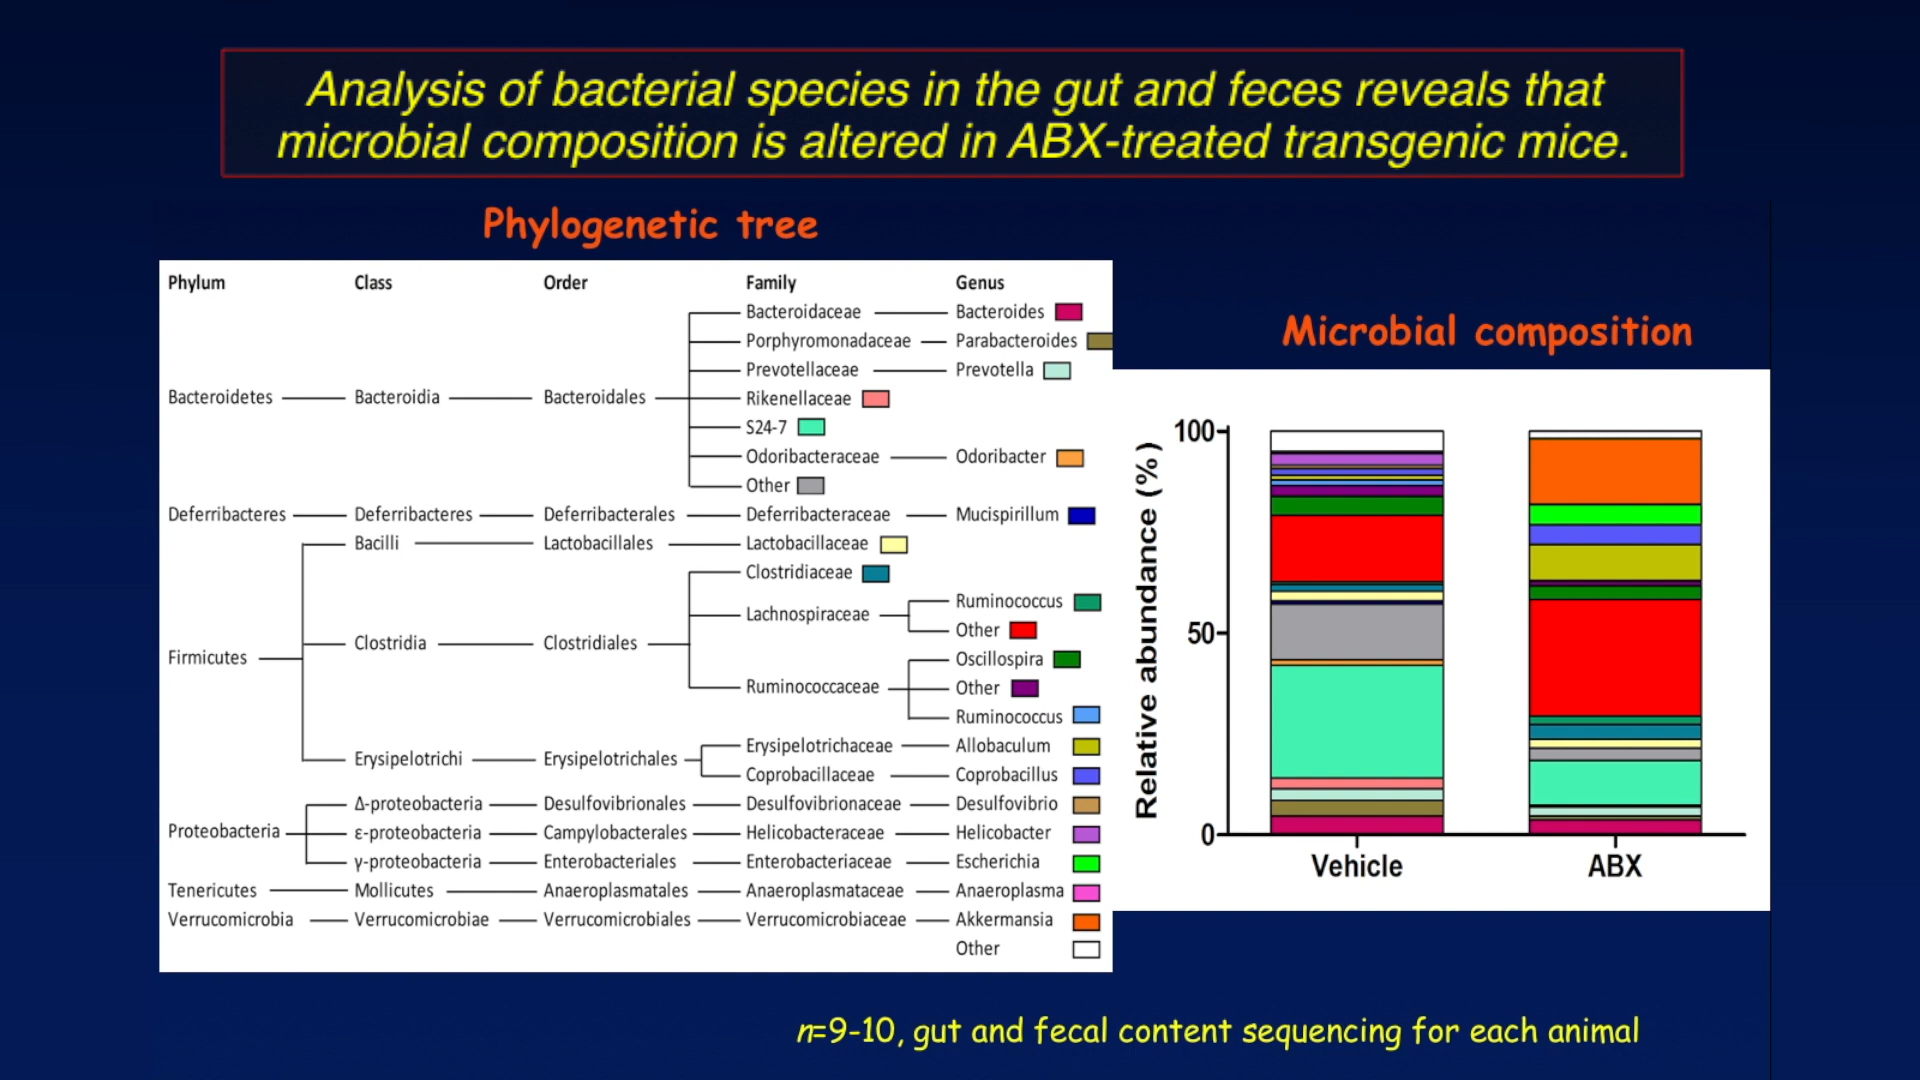 Analysis of bacterial species in the gut and feces reveals that
microbial composition is altered in ABX-treated transgenic mice.
Phylogenetic tree
Phylum Class Order Family Genus
Bacteroidaceae Bacteroides
Porphyromonadaceae Parabacteroides
Prevotellaceae Prevotella
Bacteroidetes Bacteroidia Bacteroidales Rikenellaceae
S24-7
Odoribacteraceae Odoribacter
Other
Deferribacteres Deferribacteres Deferribacterales Deferribacteraceae Mucispirillum
Bacilli Lactobacillales Lactobacillaceae
Clostridiaceae
Ruminococcus
Lachnospiraceae
Other
Clostridia Clostridiales
Oscillospira
Firmicutes
Ruminococcaceae Other
Ruminococcus
Erysipelotrichaceae Allobaculum
Erysipelotrichi Erysipelotrichales
Coprobacillaceae Coprobacillus
Δ-proteobacteria Desulfovibrionales Desulfovibrionaceae Desulfovibrio
Proteobacteria ε-proteobacteria Campylobacterales Helicobacteraceae Helicobacter
γ-proteobacteria Enterobacteriales Enterobacteriaceae Escherichia
Tenericutes Mollicutes Anaeroplasmatales Anaeroplasmataceae Anaeroplasma
Verrucomicrobia Verrucomicrobiae Verrucomicrobiales Verrucomicrobiaceae Akkermansia
Other
Microbial composition
Relative abundance (%)
100
50
0
Vehicle ABX
n=9-10, gut and fecal content sequencing for each animal